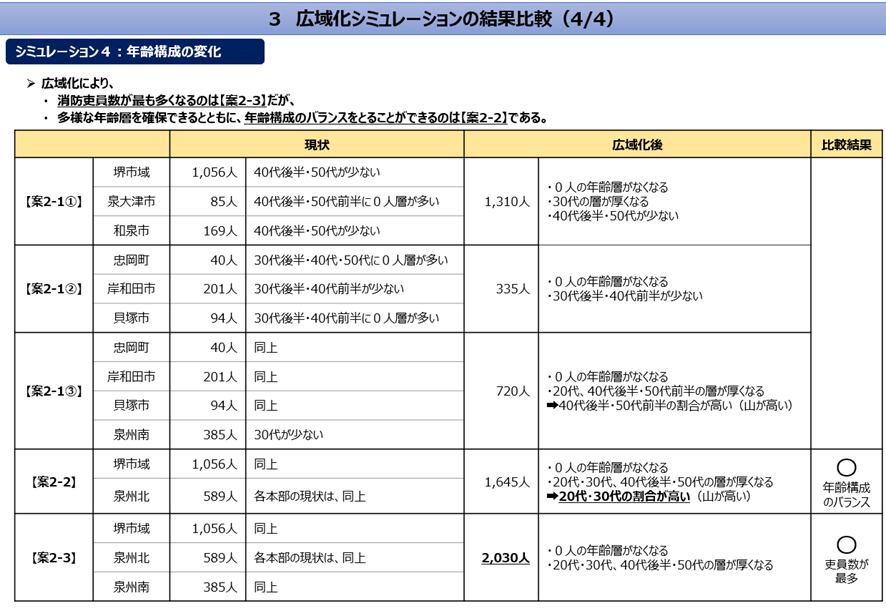 3 広域化シミュレーションの結果比較（4/4）
シミュレーション４：年齢構成の変化
➢ 広域化により、
・ 消防吏員数が最も多くなるのは【案2-3】だが、
・ 多様な年齢層を確保できるとともに、年齢構成のバランスをとることができるのは【案2-2】である。
現状 広域化後 比較結果
【案2-1①】
堺市域 1,056人 40代後半・50代が少ない
泉大津市 85人 40代後半・50代前半に０人層が多い
和泉市 169人 40代後半・50代が少ない
1,310人
・０人の年齢層がなくなる
・30代の層が厚くなる
・40代後半・50代が少ない
【案2-1②】
忠岡町 40人 30代後半・40代・50代に０人層が多い
岸和田市 201人 30代後半・40代前半が少ない
貝塚市 94人 30代後半・40代前半に０人層が多い
335人
・０人の年齢層がなくなる
・30代後半・40代前半が少ない
【案2-1③】
忠岡町 40人 同上
岸和田市 201人 同上
貝塚市 94人 同上
泉州南 385人 30代が少ない
720人
・０人の年齢層がなくなる
・20代、40代後半・50代前半の層が厚くなる
➡40代後半・50代前半の割合が高い（山が高い）
【案2-2】
堺市域 1,056人 同上
泉州北 589人 各本部の現状は、同上
1,645人
・０人の年齢層がなくなる
・20代・30代、40代後半・50代の層が厚くなる
➡20代・30代の割合が高い（山が高い）
〇
年齢構成
のバランス
【案2-3】
堺市域 1,056人 同上
泉州北 589人 各本部の現状は、同上
泉州南 385人 同上
2,030人
・０人の年齢層がなくなる
・20代・30代、40代後半・50代の層が厚くなる
〇
吏員数が
最多